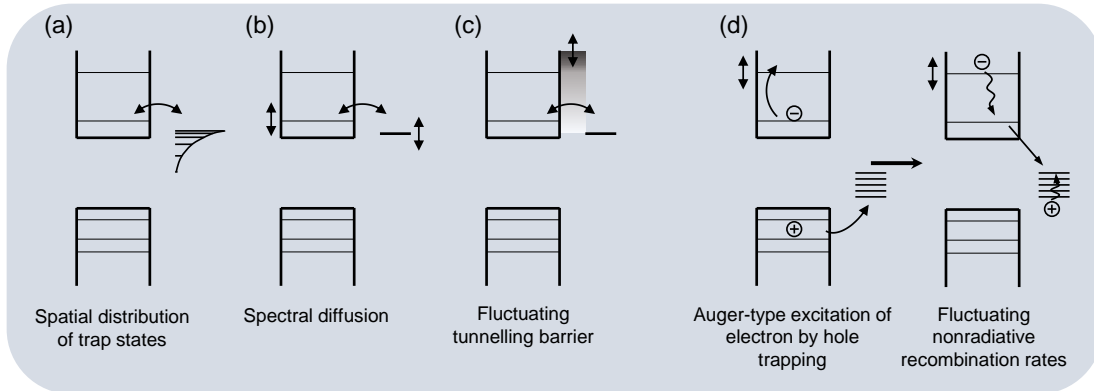 (a)
(b)
(c)
(d)
Spatial distribution
of trap states
Spectral diffusion
Fluctuating
tunnelling barrier
Auger-type excitation of
electron by hole
trapping
Fluctuating
nonradiative
recombination rates